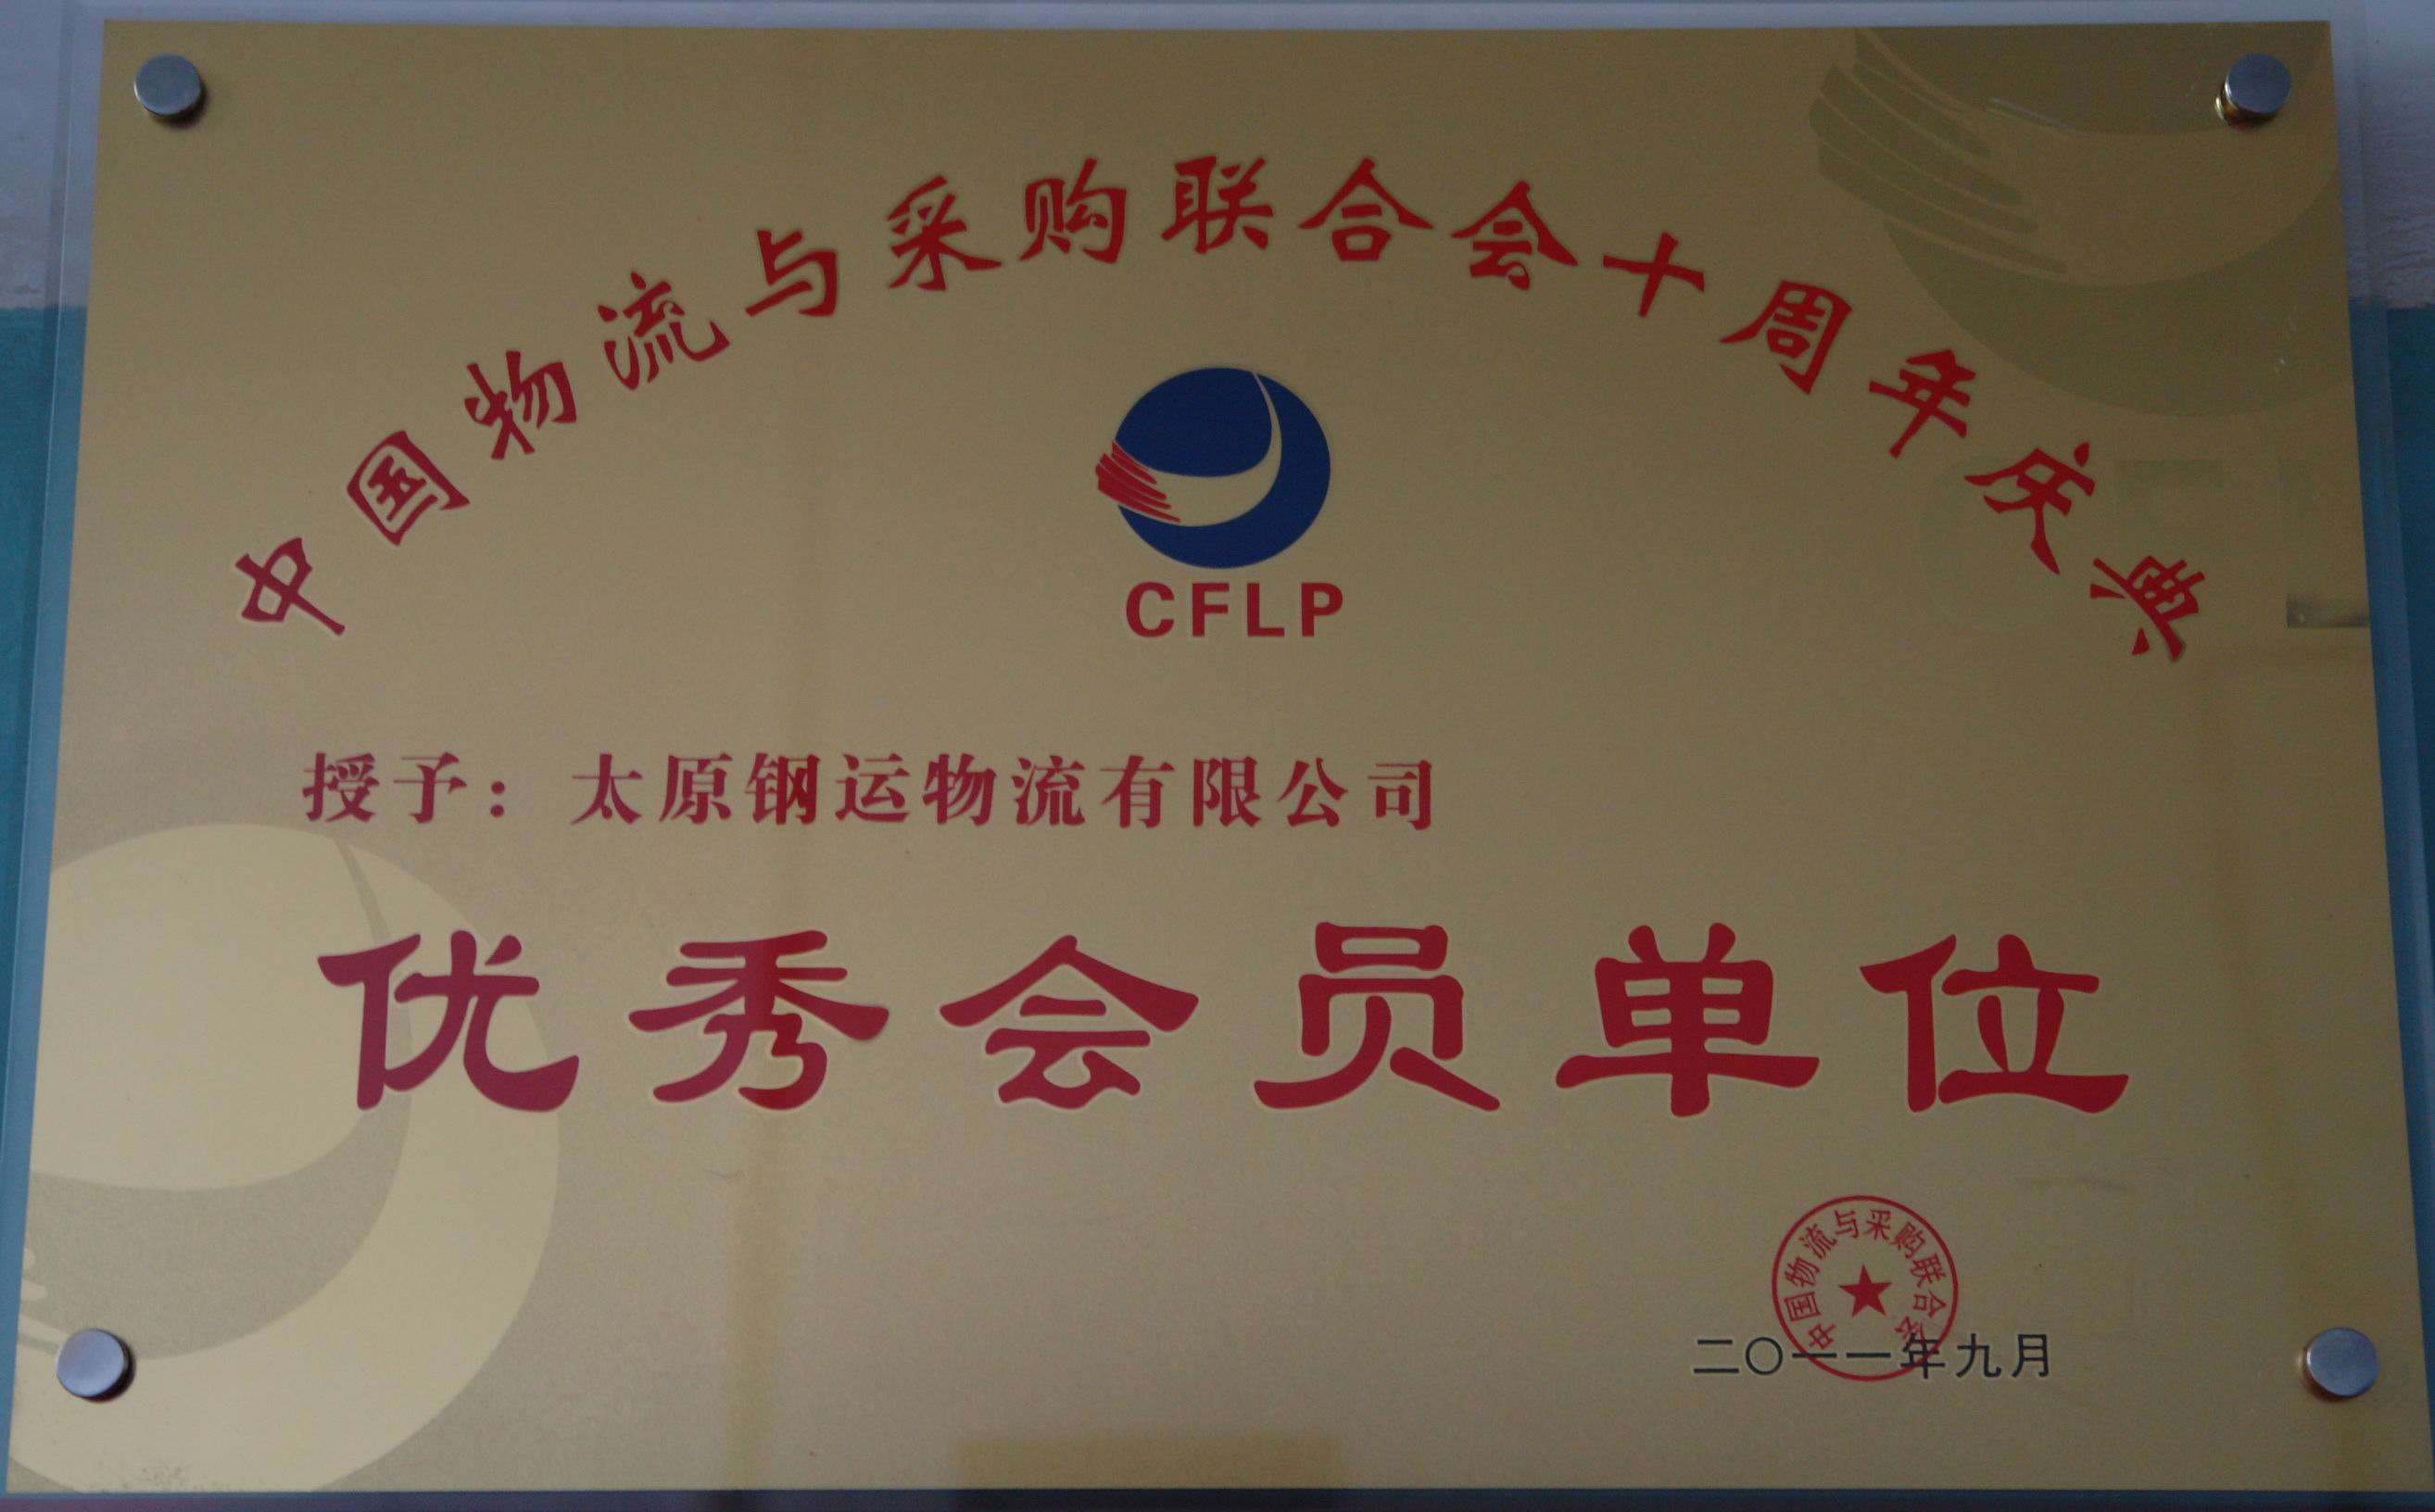 中国物流与采购联合会十周年庆典
CFLP
授予：太原钢运物流有限公司
优秀会员单位
中国物流与采购联合会
二〇一一年九月